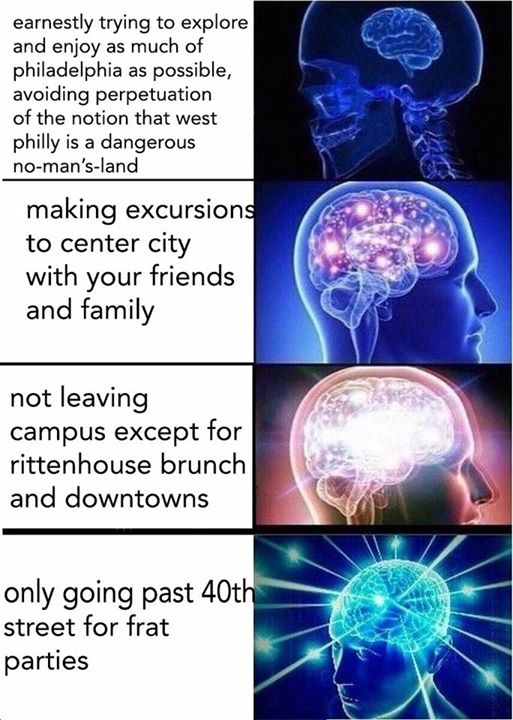 earnestly trying to explore
and enjoy as much of
philadelphia as possible,
avoiding perpetuation
of the notion that west
philly is a dangerous
no-man's-land
making excursions
to center city
with your friends
and family
not leaving
campus except for
rittenhouse brunch
and downtowns
only going past 40th
street for frat
parties